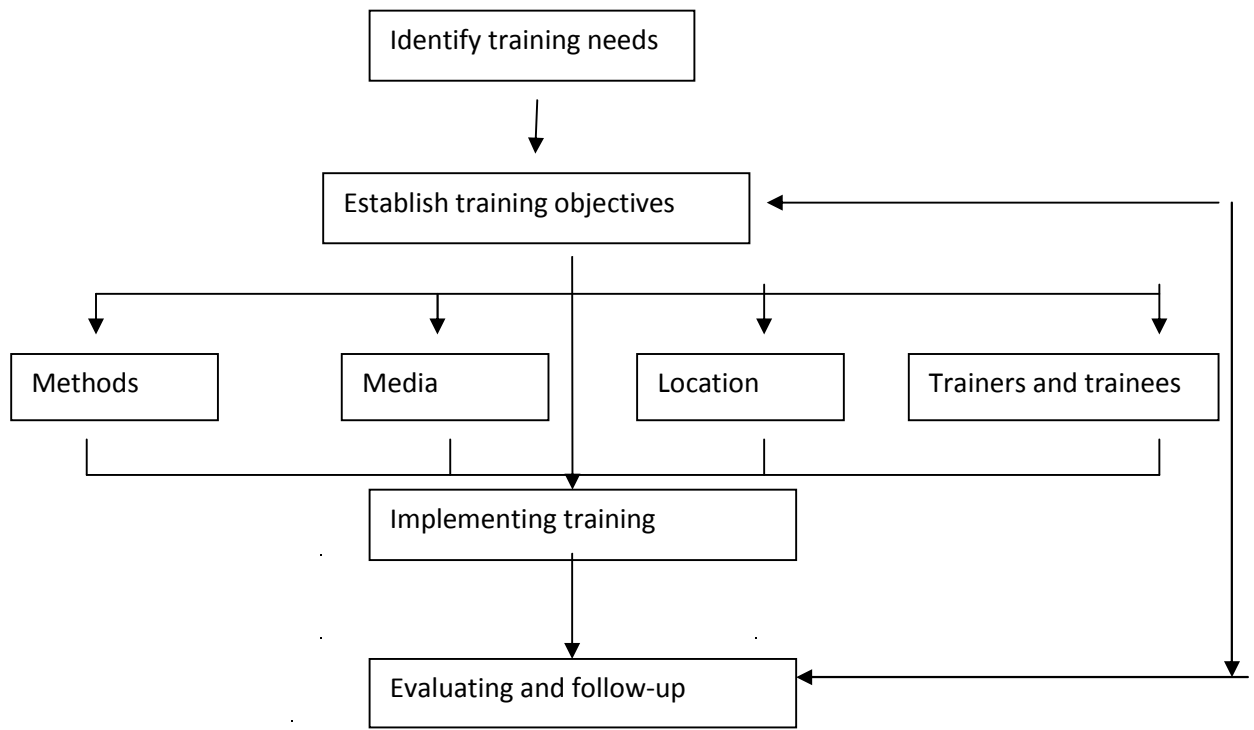 Identify training needs
Establish training objectives
Methods
Media
Location
Trainers and trainees
Implementing training
Evaluating and follow-up